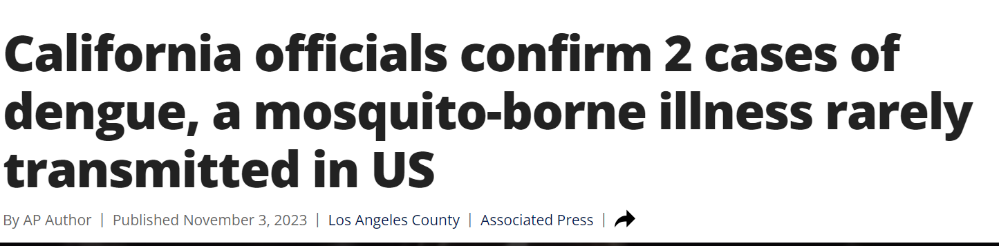 California officials confirm 2 cases of
dengue, a mosquito-borne illness rarely
transmitted in US
By AP Author | Published November 3, 2023 | Los Angeles County | Associated Press |